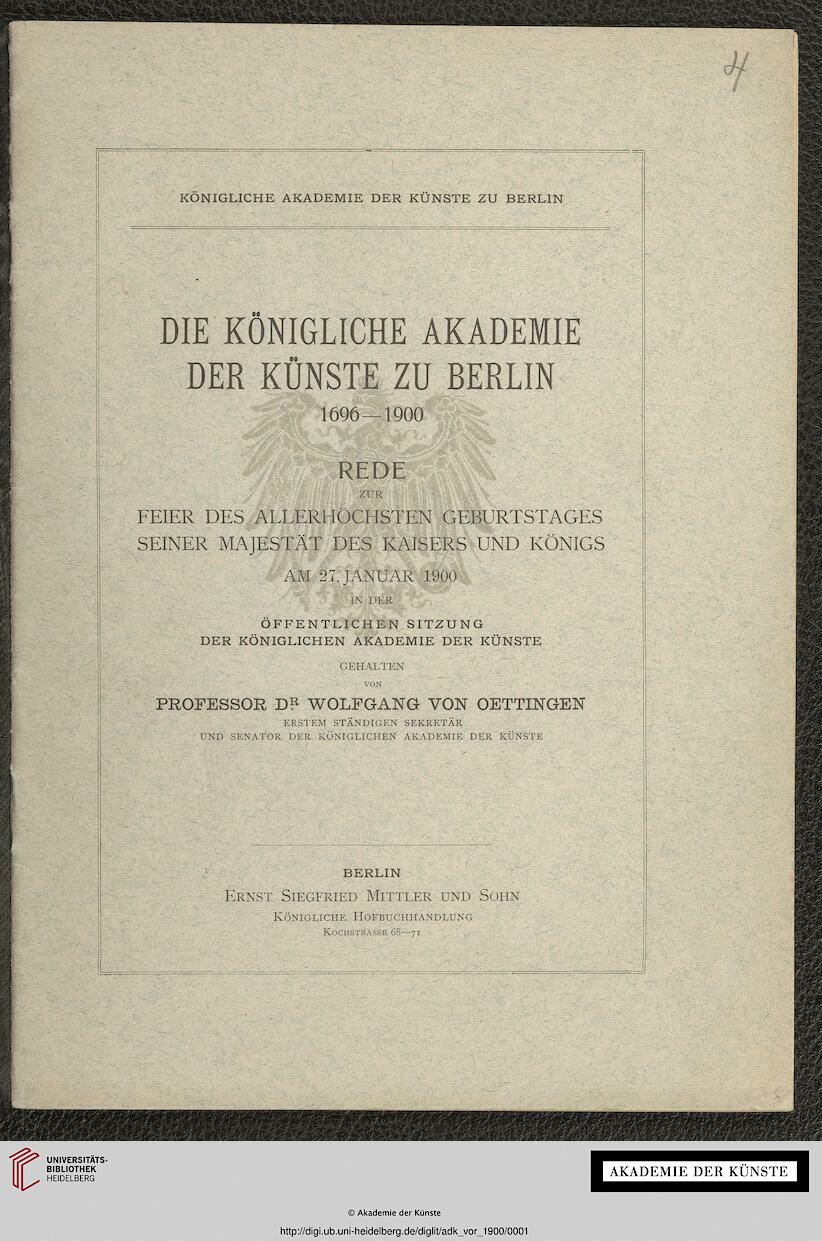 4
KÖNIGLICHE AKADEMIE DER KÜNSTE ZU BERLIN
DIE KÖNIGLICHE AKADEMIE
DER KÜNSTE ZU BERLIN
1696—1900
REDE
ZUR
FEIER DES ALLERHÖCHSTEN GEBURTSTAGES
SEINER MAJESTÄT DES KAISERS UND KÖNIGS
AM 27. JANUAR 1900
IN DER
ÖFFENTLICHEN SITZUNG
DER KÖNIGLICHEN AKADEMIE DER KÜNSTE
GEHALTEN
VON
PROFESSOR DR WOLFGANG VON OETTINGEN
ERSTEM STÄNDIGEN SEKRETÄR
UND SENATOR DER KÖNIGLICHEN AKADEMIE DER KÜNSTE
BERLIN
ERNST SIEGFRIED MITTLER UND SOHN
KÖNIGLICHE HOFBUCHHANDLUNG
KOCHSTRASSE 68—71
UNIVERSITÄTS-
BIBLIOTHEK
HEIDELBERG
AKADEMIE DER KÜNSTE
© Akademie der Künste
http://digi.ub.uni-heidelberg.de/diglit/adk_vor_1900/0001